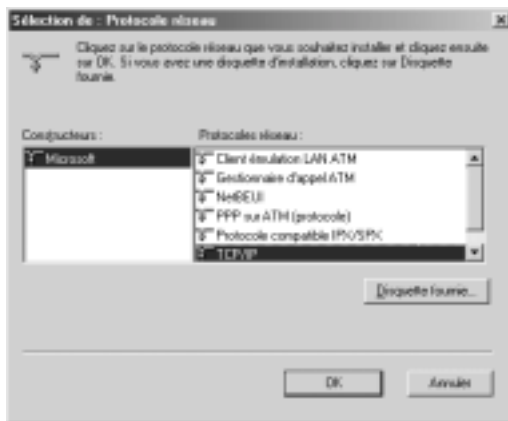 Sélection de : Protocole réseau
Cliquez sur le protocole réseau que vous souhaitez installer et cliquez ensuite
sur OK. Si vous avez une disquette d'installation, cliquez sur Disquette
fournie.
Constructeurs :
Protocoles réseau :
Microsoft
Client émulation LAN ATM
Gestionnaire d'appel ATM
NetBEUI
PPP sur ATM (protocole)
Protocole compatible IPX/SPX
TCP/IP
Disquette fournie...
OK
Annuler